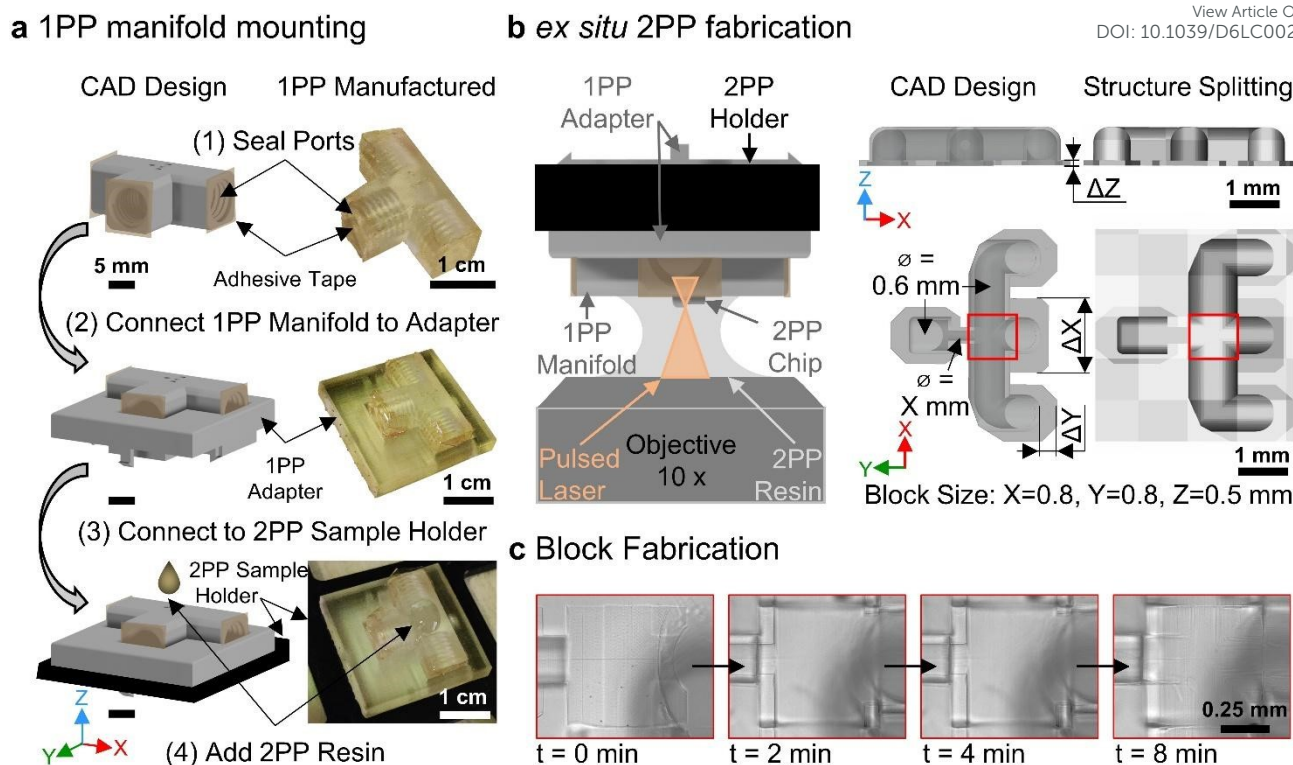 View Article O
DOI: 10.1039/D6LC002
a 1PP manifold mounting
CAD Design
1PP Manufactured
(1) Seal Ports
Adhesive Tape
5 mm
1 cm
(2) Connect 1PP Manifold to Adapter
1PP
Adapter
1 cm
(3) Connect to 2PP Sample Holder
2PP Sample
Holder
1 cm
Z
Y
X
(4) Add 2PP Resin
b ex situ 2PP fabrication
1PP
Adapter
2PP
Holder
1PP
Manifold
2PP
Chip
Pulsed
Laser
Objective
10 x
2PP
Resin
CAD Design
Structure Splitting
Z
X
ΔZ
1 mm
ø =
0.6 mm
ø =
X mm
ΔX
ΔY
X
Y
1 mm
Block Size: X=0.8, Y=0.8, Z=0.5 mm
c Block Fabrication
0.25 mm
t = 0 min
t = 2 min
t = 4 min
t = 8 min